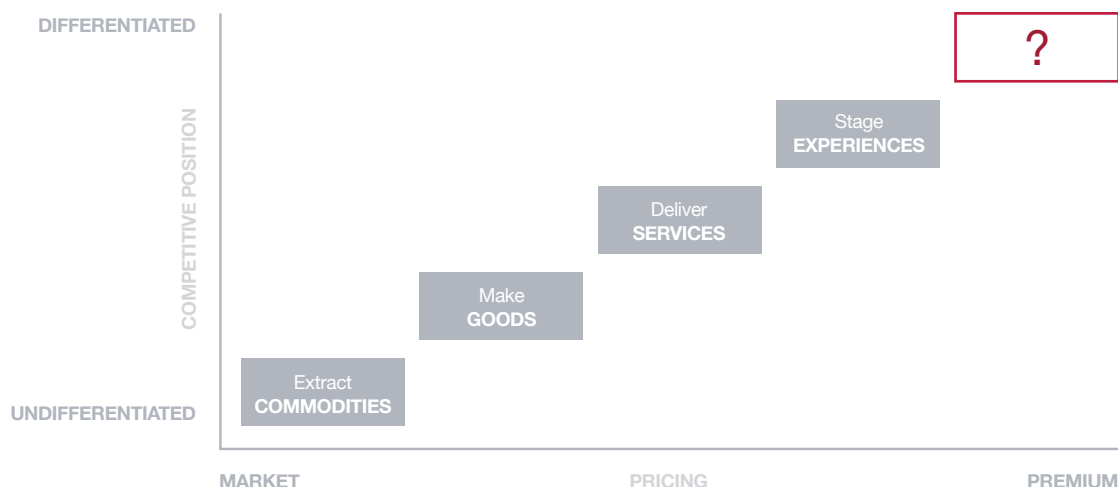 DIFFERENTIATED
?
Stage
EXPERIENCES
COMPETITIVE POSITION
Deliver
SERVICES
Make
GOODS
Extract
COMMODITIES
UNDIFFERENTIATED
MARKET
PRICING
PREMIUM